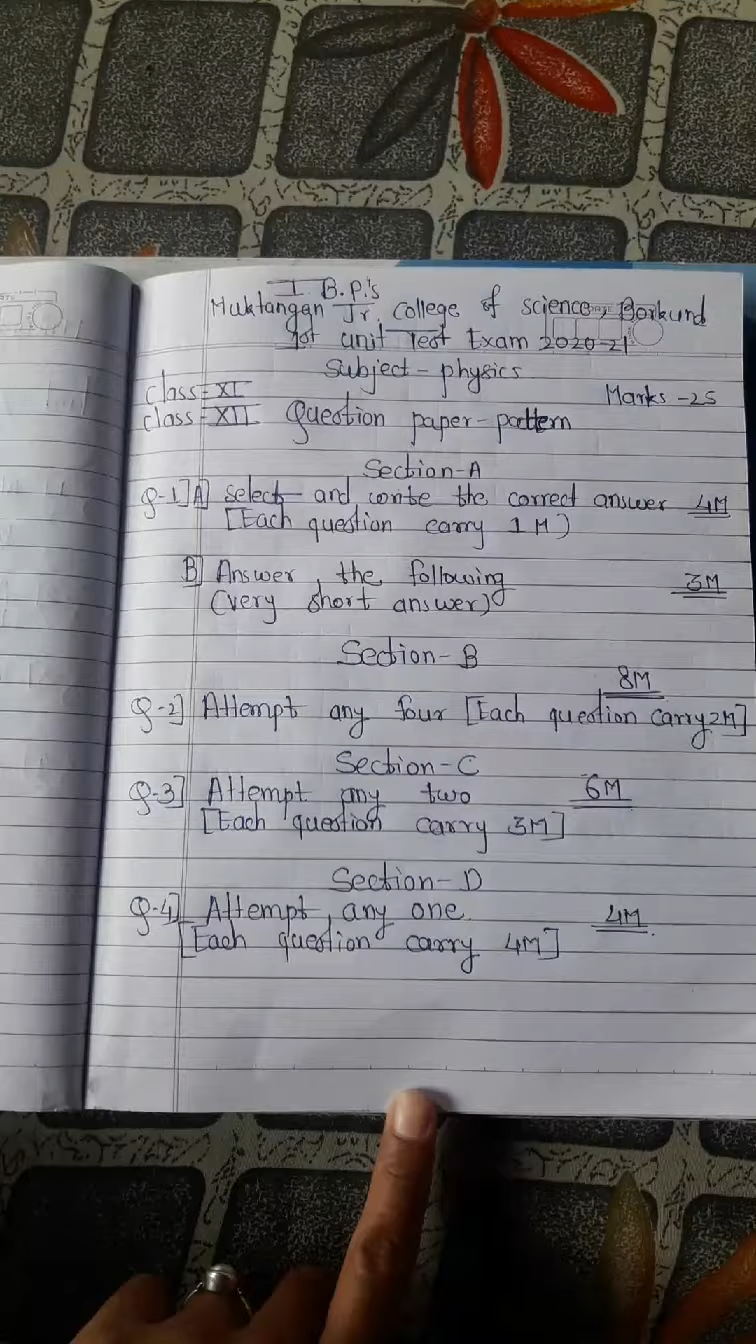 I. B.P.'s
Muktangan Jr. college of science, Borkund
1st unit Test Exam 2020-21
Subject - physics
class = XI
Marks - 25
class = XII Question paper - pattern
Section - A
Q-1] A] Select and write the correct answer 4M
[Each question carry 1M)
B] Answer the following 3M
(very short answer)
Section - B
8M
Q-2] Attempt any four [Each question carry 2M]
Section - C
Q-3] Attempt any two 6M
[Each question carry 3M]
Section - D
Q-4] Attempt any one 4M
[Each question carry 4M]